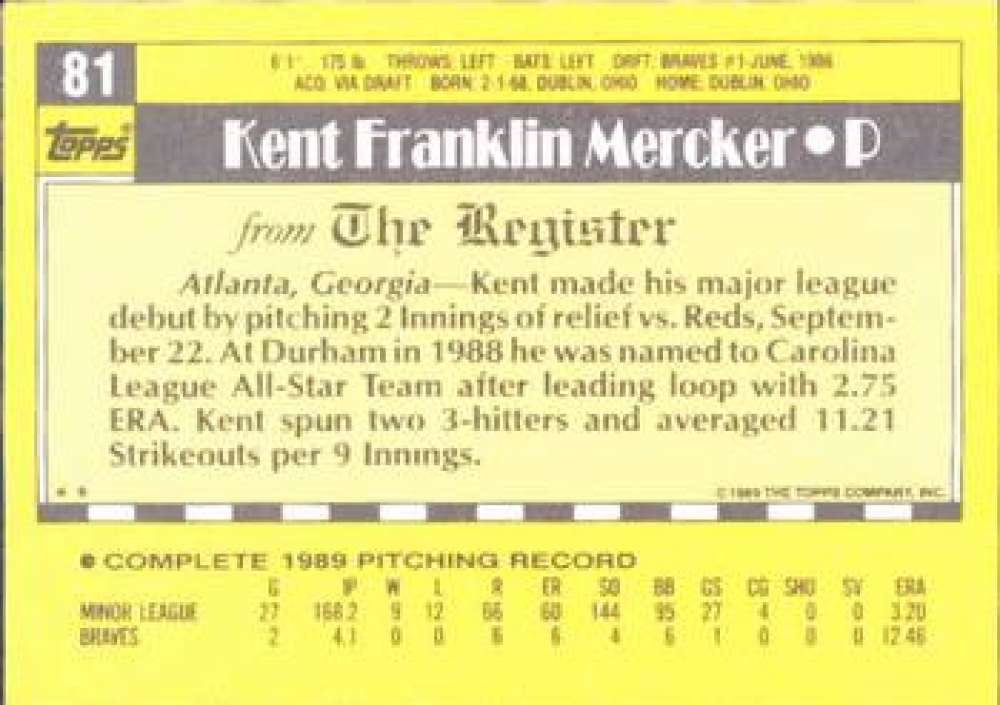 81
6'1" 175 lb THROWS: LEFT BATS: LEFT DRFT: BRAVES #1-JUNE, 1986
ACQ: VIA DRAFT BORN: 2-1-68, DUBLIN, OHIO HOME: DUBLIN, OHIO
Topps
Kent Franklin Mercker • P
from The Register
Atlanta, Georgia—Kent made his major league
debut by pitching 2 Innings of relief vs. Reds, Septem-
ber 22. At Durham in 1988 he was named to Carolina
League All-Star Team after leading loop with 2.75
ERA. Kent spun two 3-hitters and averaged 11.21
Strikeouts per 9 Innings.
* *
© 1989 THE TOPPS COMPANY, INC.
COMPLETE 1989 PITCHING RECORD
G IP W L R ER SO BB GS CG SHO SV ERA
MINOR LEAGUE 27 168.2 9 12 66 60 144 95 27 4 0 0 3.20
BRAVES 2 4.1 0 0 6 6 4 6 1 0 0 0 12.46